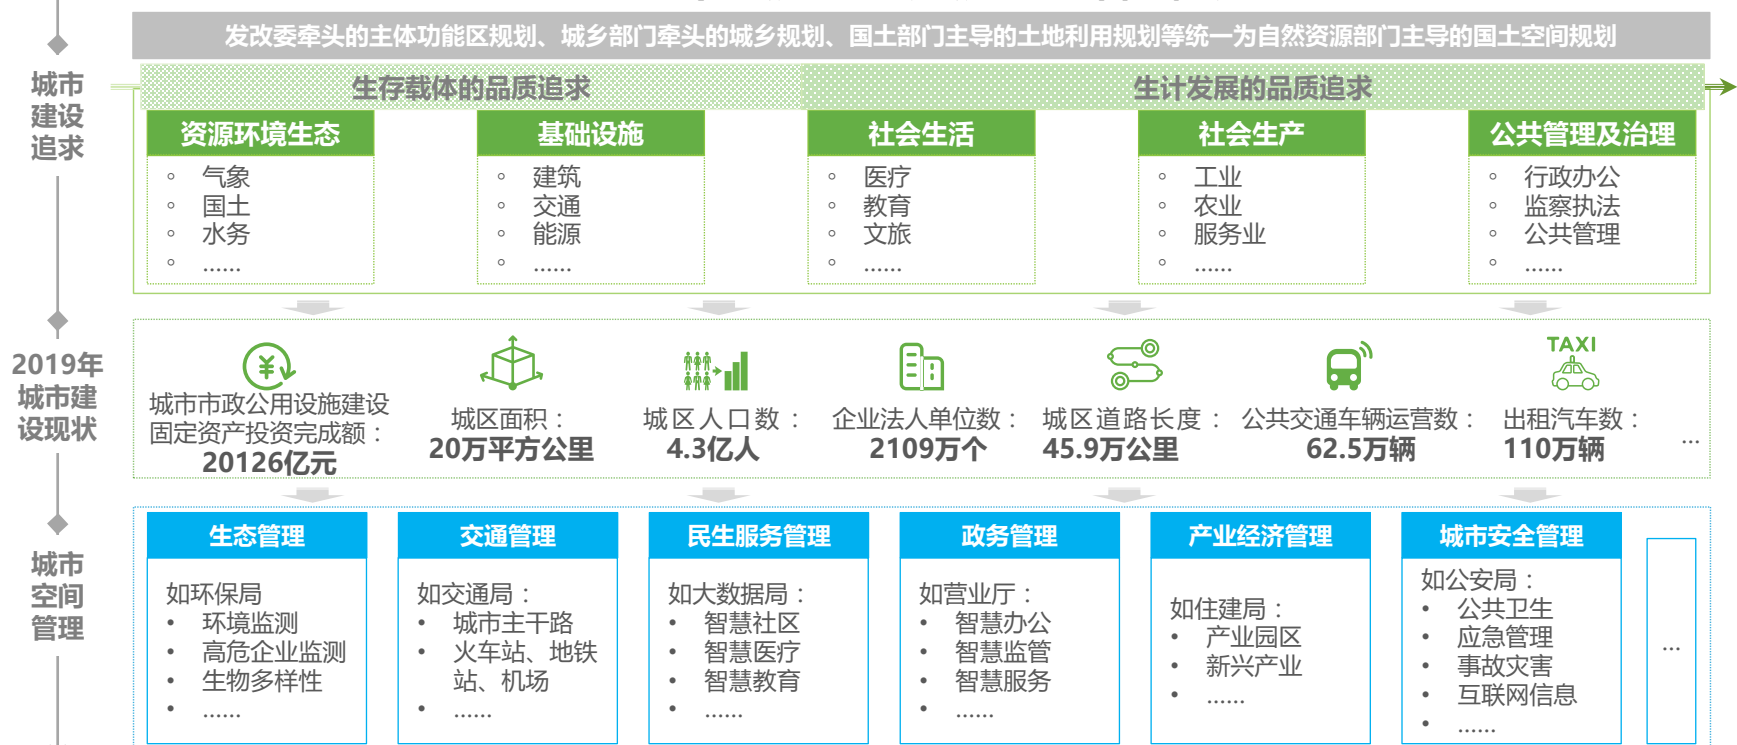 发改委牵头的主体功能区规划、城乡部门牵头的城乡规划、国土部门主导的土地利用规划等统一为自然资源部门主导的国土空间规划
城市
建设
追求
生存载体的品质追求
生计发展的品质追求
资源环境生态
气象
国土
水务
......
基础设施
建筑
交通
能源
......
社会生活
医疗
教育
文旅
......
社会生产
工业
农业
服务业
......
公共管理及治理
行政办公
监察执法
公共管理
......
2019年
城市建
设现状
城市市政公用设施建设
固定资产投资完成额：
20126亿元
城区面积：
20万平方公里
城区人口数：
4.3亿人
企业法人单位数：
2109万个
城区道路长度：
45.9万公里
公共交通车辆运营数：
62.5万辆
TAXI
出租汽车数：
110万辆
...
城市
空间
管理
生态管理
如环保局
• 环境监测
• 高危企业监测
• 生物多样性
• ......
交通管理
如交通局：
• 城市主干路
• 火车站、地铁
站、机场
• ......
民生服务管理
如大数据局：
• 智慧社区
• 智慧医疗
• 智慧教育
• ......
政务管理
如营业厅：
• 智慧办公
• 智慧监管
• 智慧服务
• ......
产业经济管理
如住建局：
• 产业园区
• 新兴产业
• ......
城市安全管理
如公安局：
• 公共卫生
• 应急管理
• 事故灾害
• 互联网信息
• ......
...